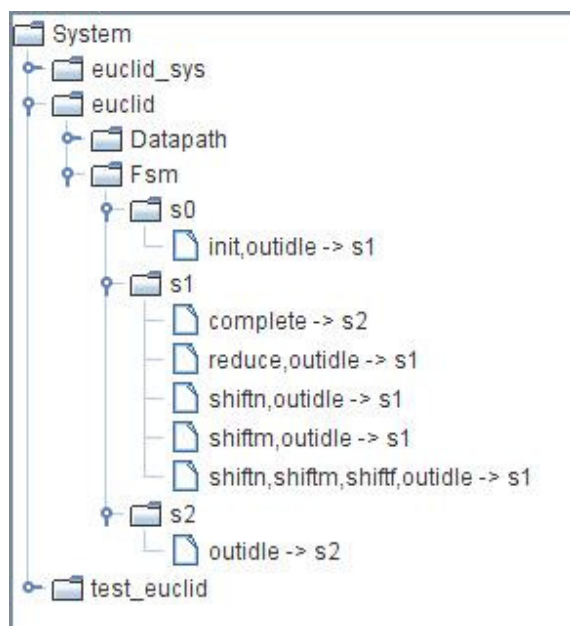 System
euclid_sys
euclid
Datapath
Fsm
s0
init,outidle -> s1
s1
complete -> s2
reduce,outidle -> s1
shiftn,outidle -> s1
shiftm,outidle -> s1
shiftn,shiftm,shiftf,outidle -> s1
s2
outidle -> s2
test_euclid